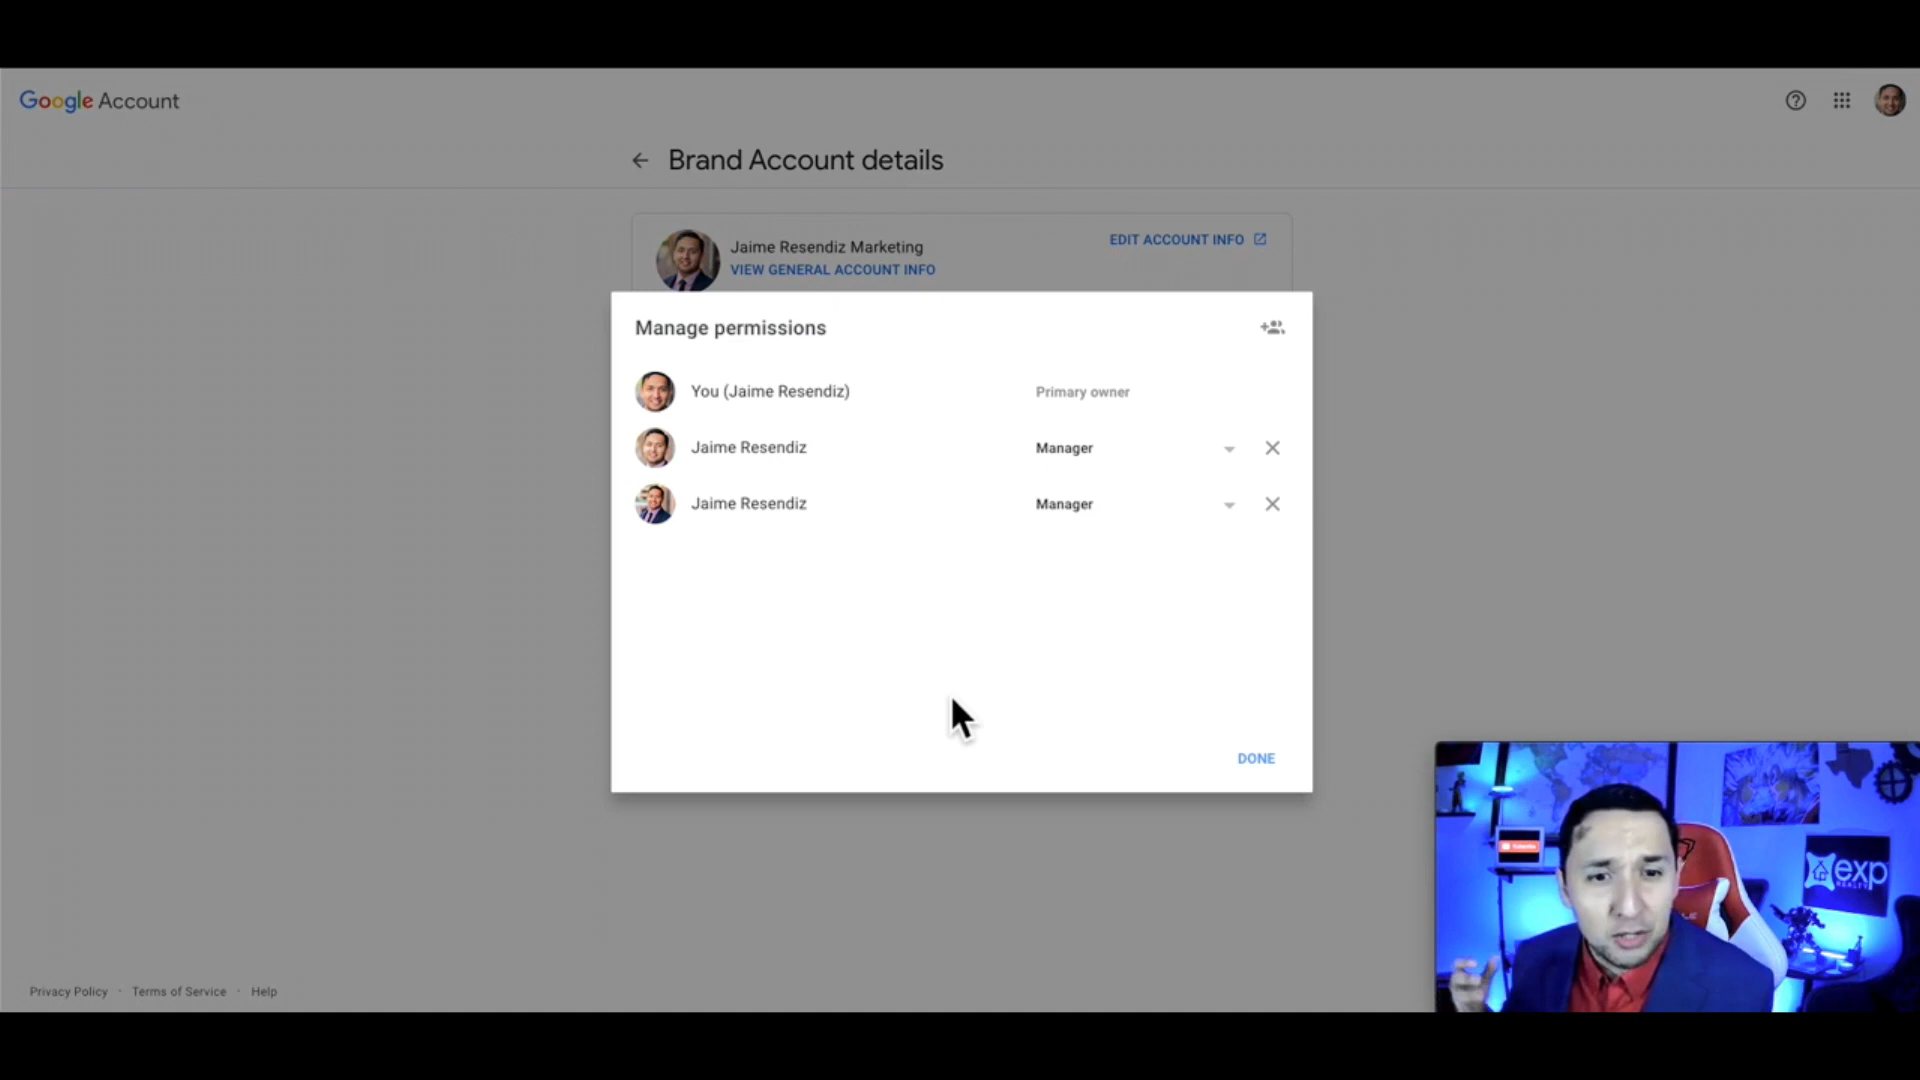 Google Account
Brand Account details
Jaime Resendiz Marketing
EDIT ACCOUNT INFO
VIEW GENERAL ACCOUNT INFO
Manage permissions
You (Jaime Resendiz)
Primary owner
Jaime Resendiz
Manager
Jaime Resendiz
Manager
DONE
exp
REALTY
Privacy Policy · Terms of Service · Help